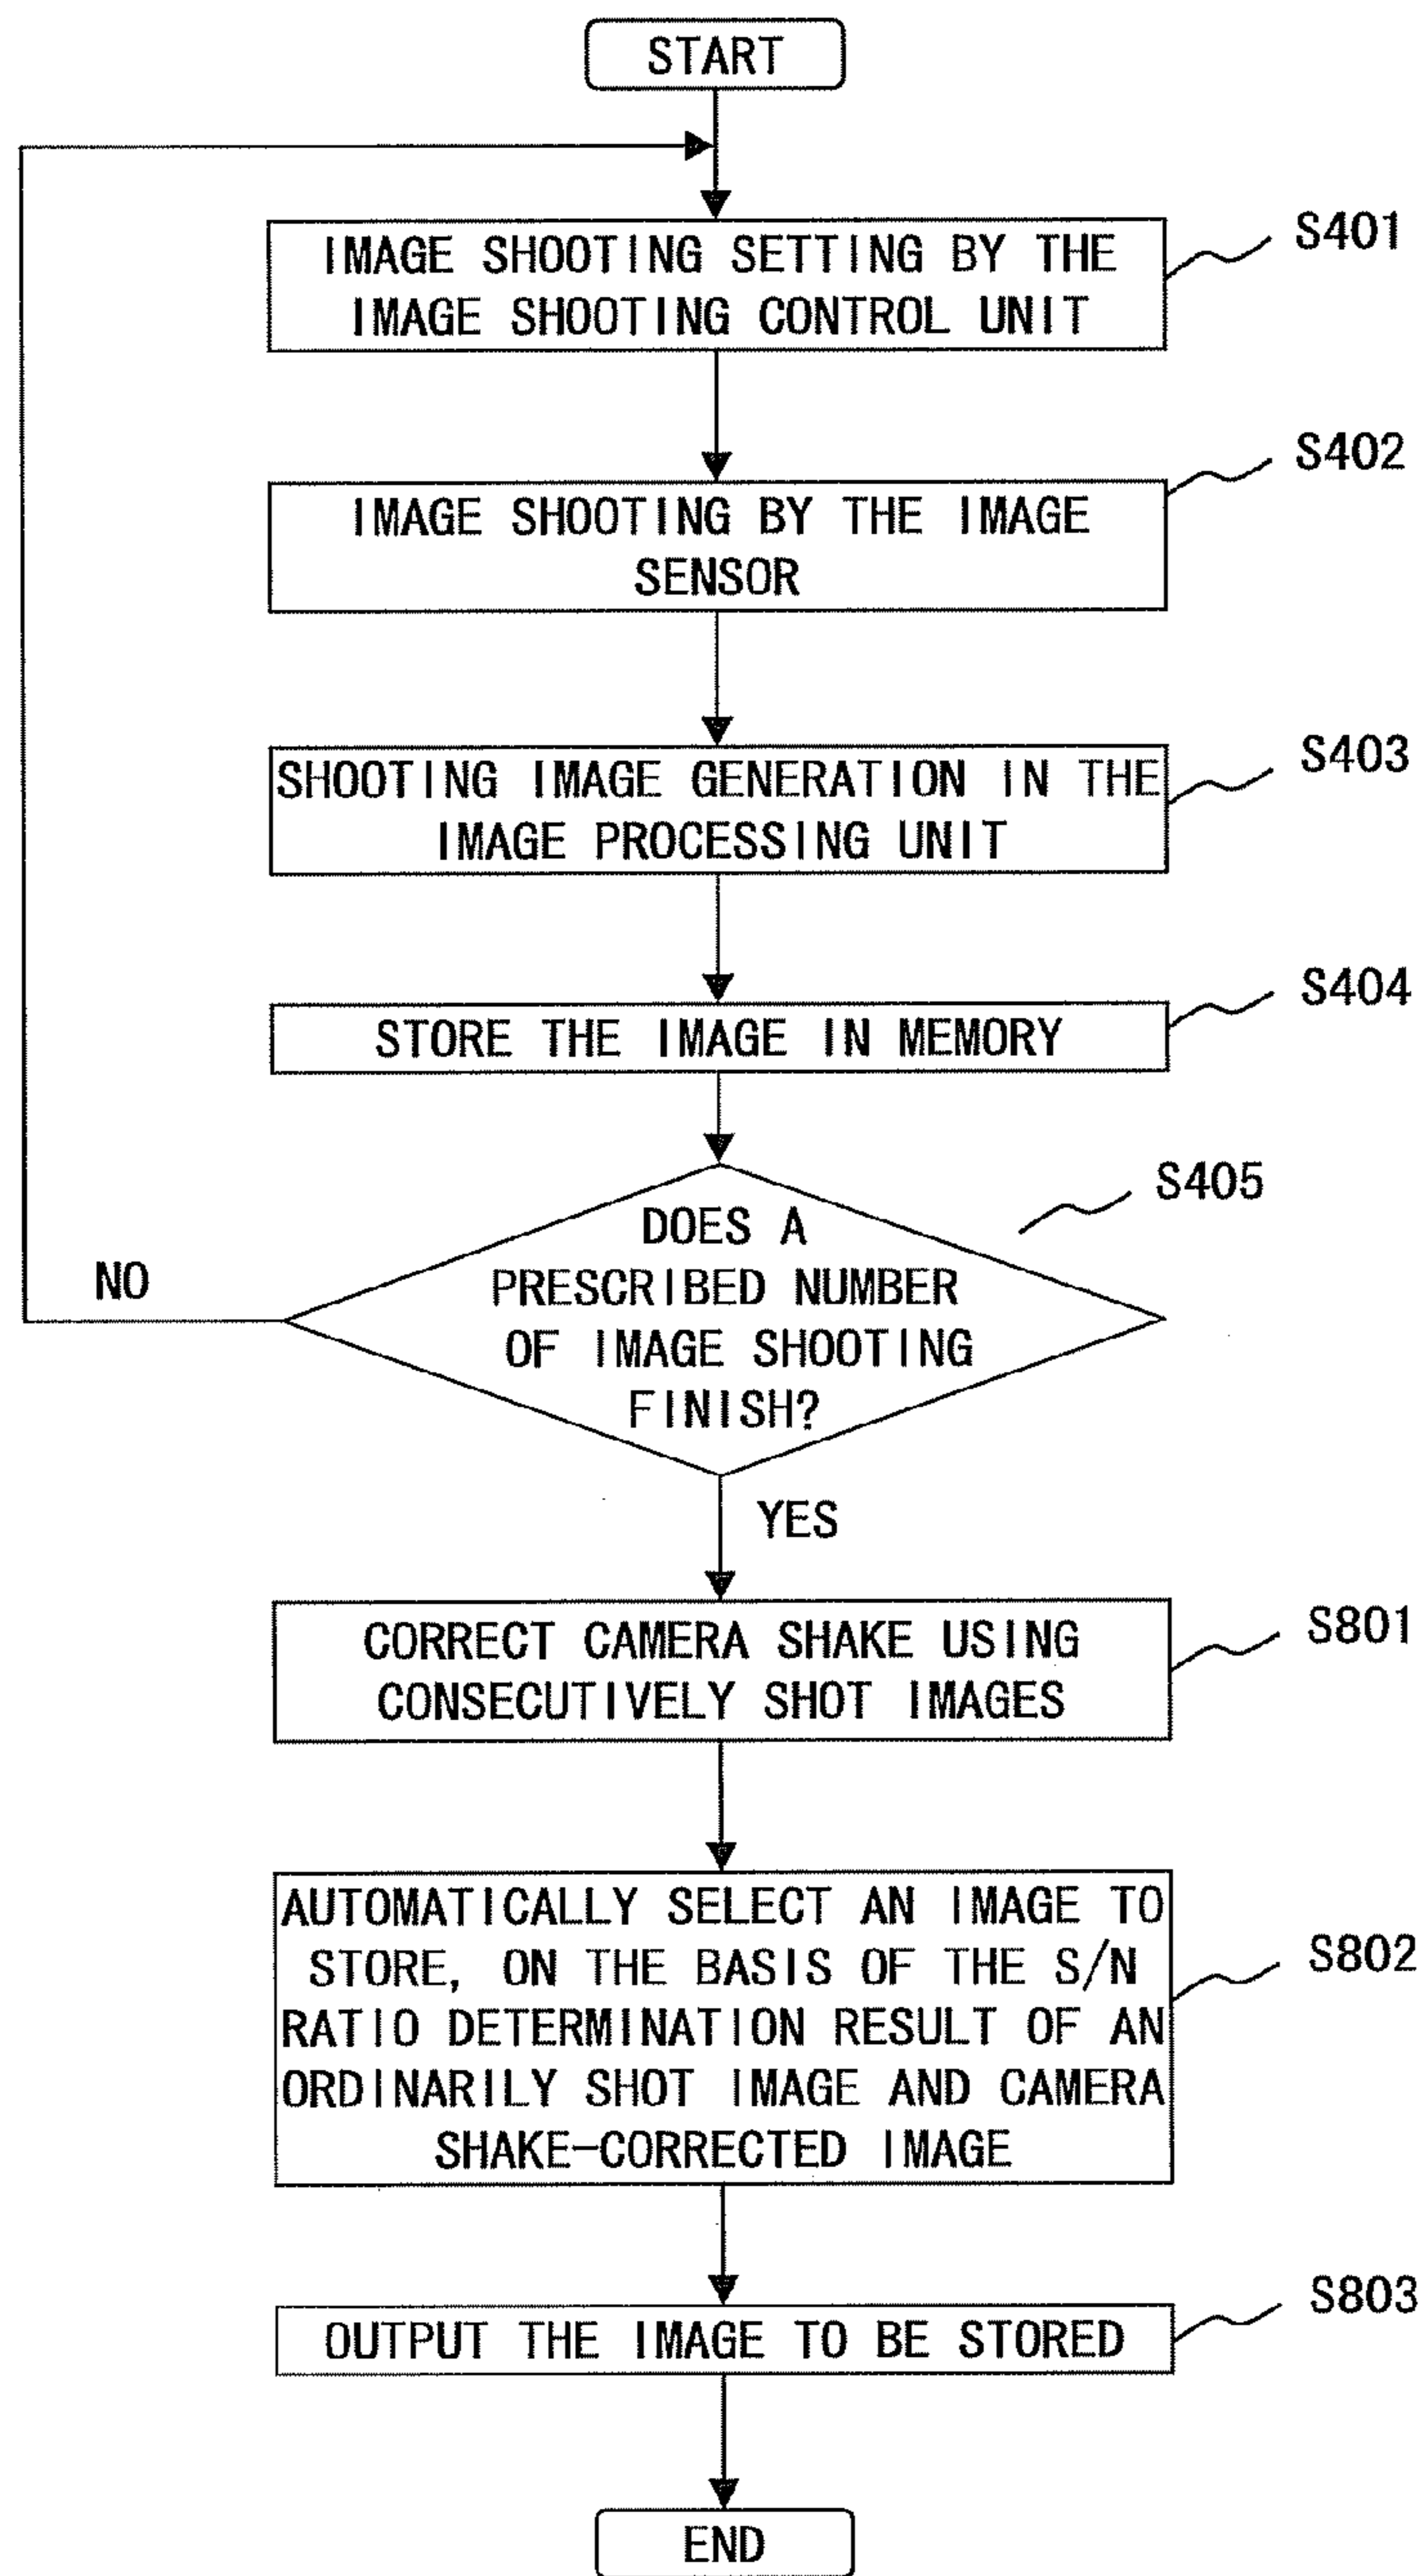 START
IMAGE SHOOTING SETTING BY THE
IMAGE SHOOTING CONTROL UNIT
S401
IMAGE SHOOTING BY THE IMAGE
SENSOR
S402
SHOOTING IMAGE GENERATION IN THE
IMAGE PROCESSING UNIT
S403
STORE THE IMAGE IN MEMORY
S404
DOES A
PRESCRIBED NUMBER
OF IMAGE SHOOTING
FINISH?
S405
NO
YES
CORRECT CAMERA SHAKE USING
CONSECUTIVELY SHOT IMAGES
S801
AUTOMATICALLY SELECT AN IMAGE TO
STORE, ON THE BASIS OF THE S/N
RATIO DETERMINATION RESULT OF AN
ORDINARILY SHOT IMAGE AND CAMERA
SHAKE-CORRECTED IMAGE
S802
OUTPUT THE IMAGE TO BE STORED
S803
END